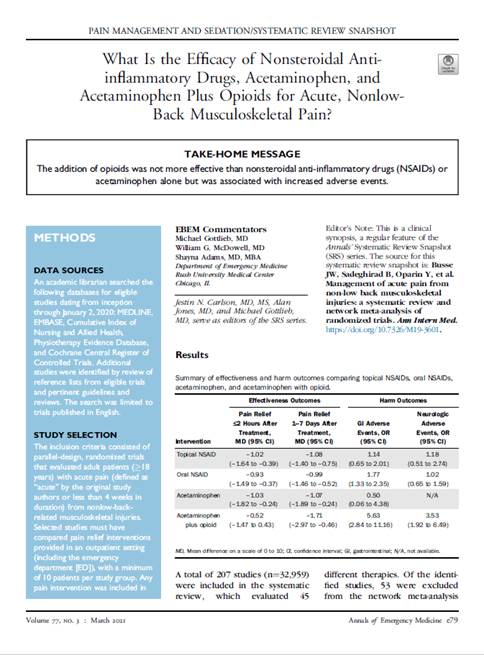 PAIN MANAGEMENT AND SEDATION/SYSTEMATIC REVIEW SNAPSHOT
What Is the Efficacy of Nonsteroidal Anti-
inflammatory Drugs, Acetaminophen, and
Acetaminophen Plus Opioids for Acute, Nonlow-
Back Musculoskeletal Pain?
TAKE-HOME MESSAGE
The addition of opioids was not more effective than nonsteroidal anti-inflammatory drugs (NSAIDs) or
acetaminophen alone but was associated with increased adverse events.
METHODS
DATA SOURCES
An academic librarian searched the
following databases for eligible
studies dating from inception
through January 2, 2020: MEDLINE,
EMBASE, Cumulative Index of
Nursing and Allied Health,
Physiotherapy Evidence Database,
and Cochrane Central Register of
Controlled Trials. Additional
studies were identified by review of
reference lists from eligible trials
and pertinent guidelines and
reviews. The search was limited to
trials published in English.
STUDY SELECTION
The inclusion criteria consisted of
parallel-design, randomized trials
that evaluated adult patients (≥18
years) with acute pain (defined as
"acute" by the original study
authors or less than 4 weeks in
duration) from nonlow-back-
related musculoskeletal injuries.
Selected studies must have
compared pain relief interventions
provided in an outpatient setting
(including the emergency
department [ED]), with a minimum
of 10 patients per study group. Any
pain intervention was included in
EBEM Commentators
Michael Gottlieb, MD
William G. McDowell, MD
Shayna Adams, MD, MBA
Department of Emergency Medicine
Rush University Medical Center
Chicago, IL
Jestin N. Carlson, MD, MS, Alan
Jones, MD, and Michael Gottlieb,
MD, serve as editors of the SRS series.
Editor's Note: This is a clinical
synopsis, a regular feature of the
Annals' Systematic Review Snapshot
(SRS) series. The source for this
systematic review snapshot is: Busse
JW, Sadeghirad B, Oparin Y, et al.
Management of acute pain from
non-low back musculoskeletal
injuries: a systematic review and
network meta-analysis of
randomized trials. Ann Intern Med.
https://doi.org/10.7326/M19-3601.
Results
Summary of effectiveness and harm outcomes comparing topical NSAIDs, oral NSAIDs,
acetaminophen, and acetaminophen with opioid.
Effectiveness Outcomes Harm Outcomes
Intervention Pain Relief ≤2 Hours After Treatment, MD (95% CI) Pain Relief 1–7 Days After Treatment, MD (95% CI) GI Adverse Events, OR (95% CI) Neurologic Adverse Events, OR (95% CI)
Topical NSAID −1.02 −1.08 1.14 1.18
(−1.64 to −0.39) (−1.40 to −0.75) (0.65 to 2.01) (0.51 to 2.74)
Oral NSAID −0.93 −0.99 1.77 1.02
(−1.49 to −0.37) (−1.46 to −0.52) (1.33 to 2.35) (0.65 to 1.59)
Acetaminophen −1.03 −1.07 0.50 N/A
(−1.82 to −0.24) (−1.89 to −0.24) (0.06 to 4.38)
Acetaminophen −0.52 −1.71 5.63 3.53
plus opioid (−1.47 to 0.43) (−2.97 to −0.46) (2.84 to 11.16) (1.92 to 6.49)
MD, Mean difference on a scale of 0 to 10; CI, confidence interval; GI, gastrointestinal; N/A, not available.
A total of 207 studies (n=32,959)
were included in the systematic
review, which evaluated 45
different therapies. Of the identi-
fied studies, 53 were excluded
from the network meta-analysis
Volume 77, no. 3 : March 2021
Annals of Emergency Medicine e79